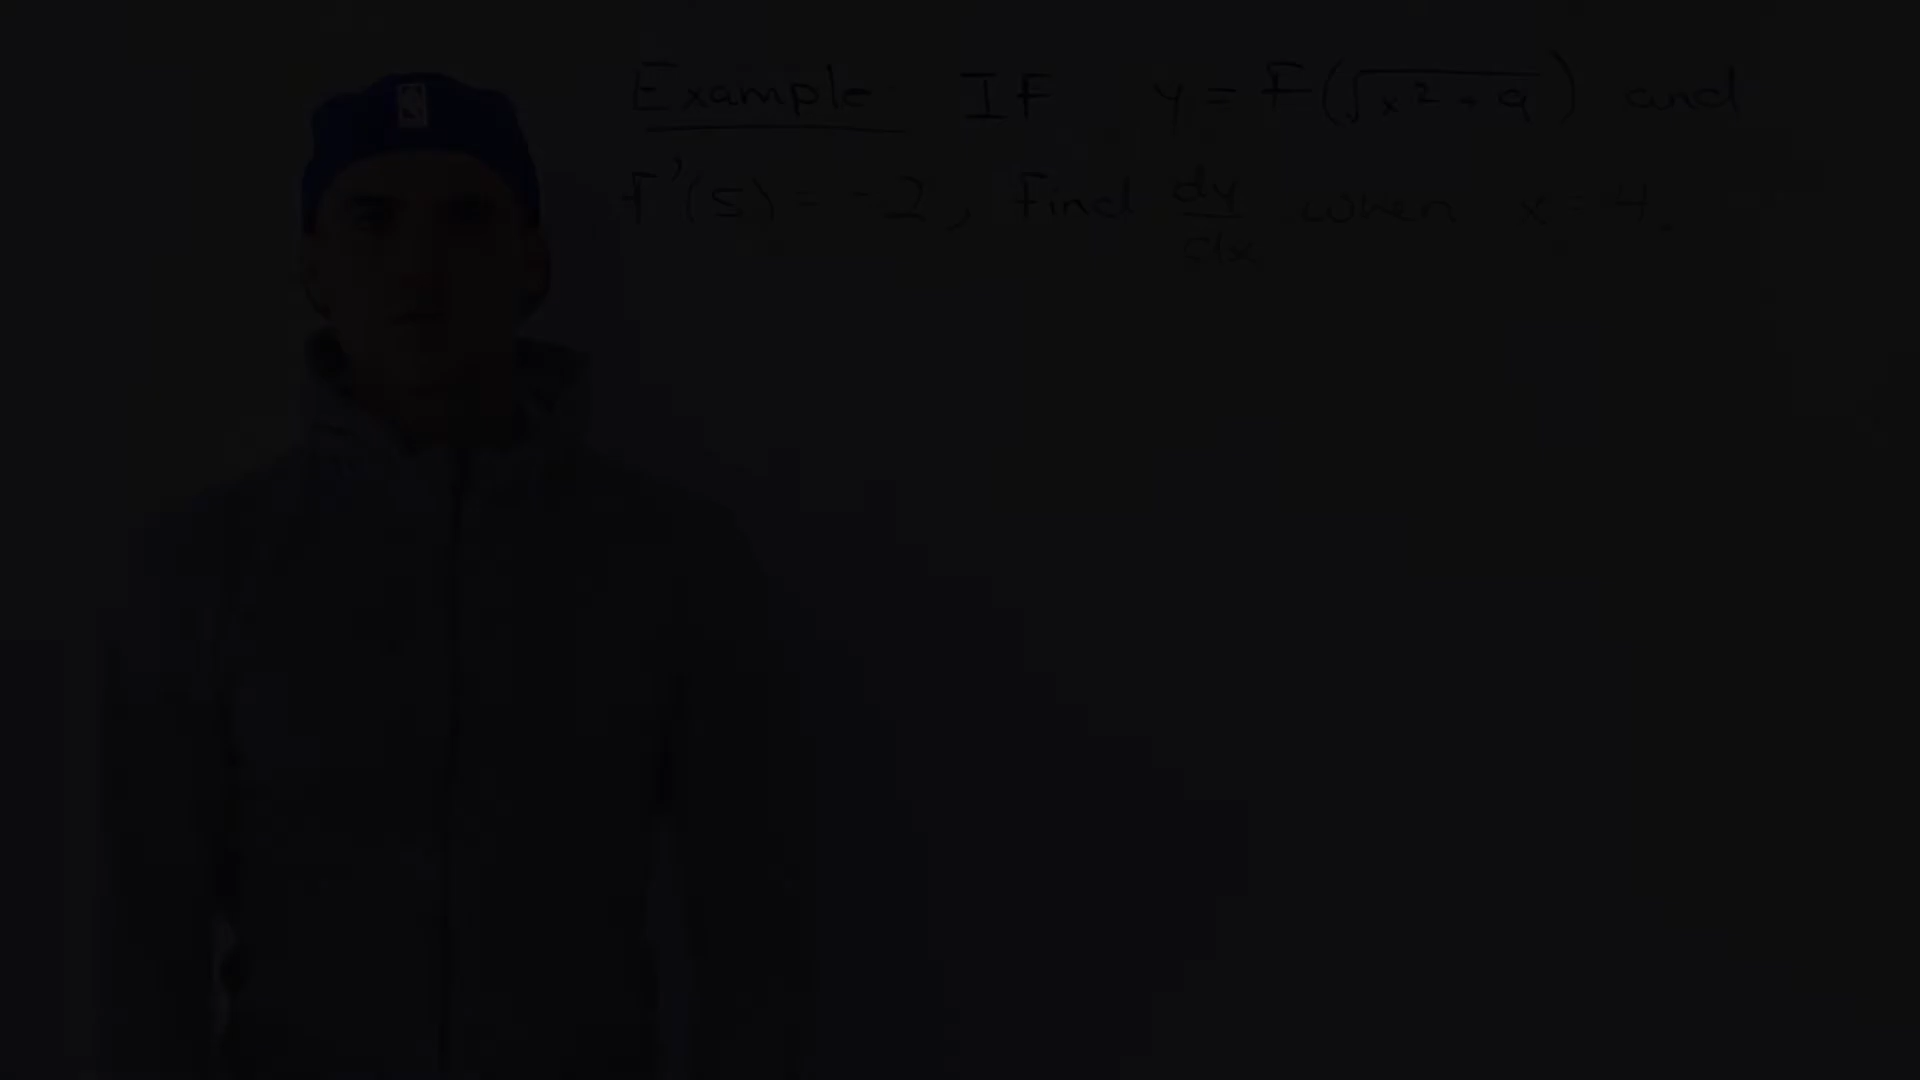 Example IF y = F(√x² + 9) and
F'(5) = -2, Find dy/dx when x = 4.